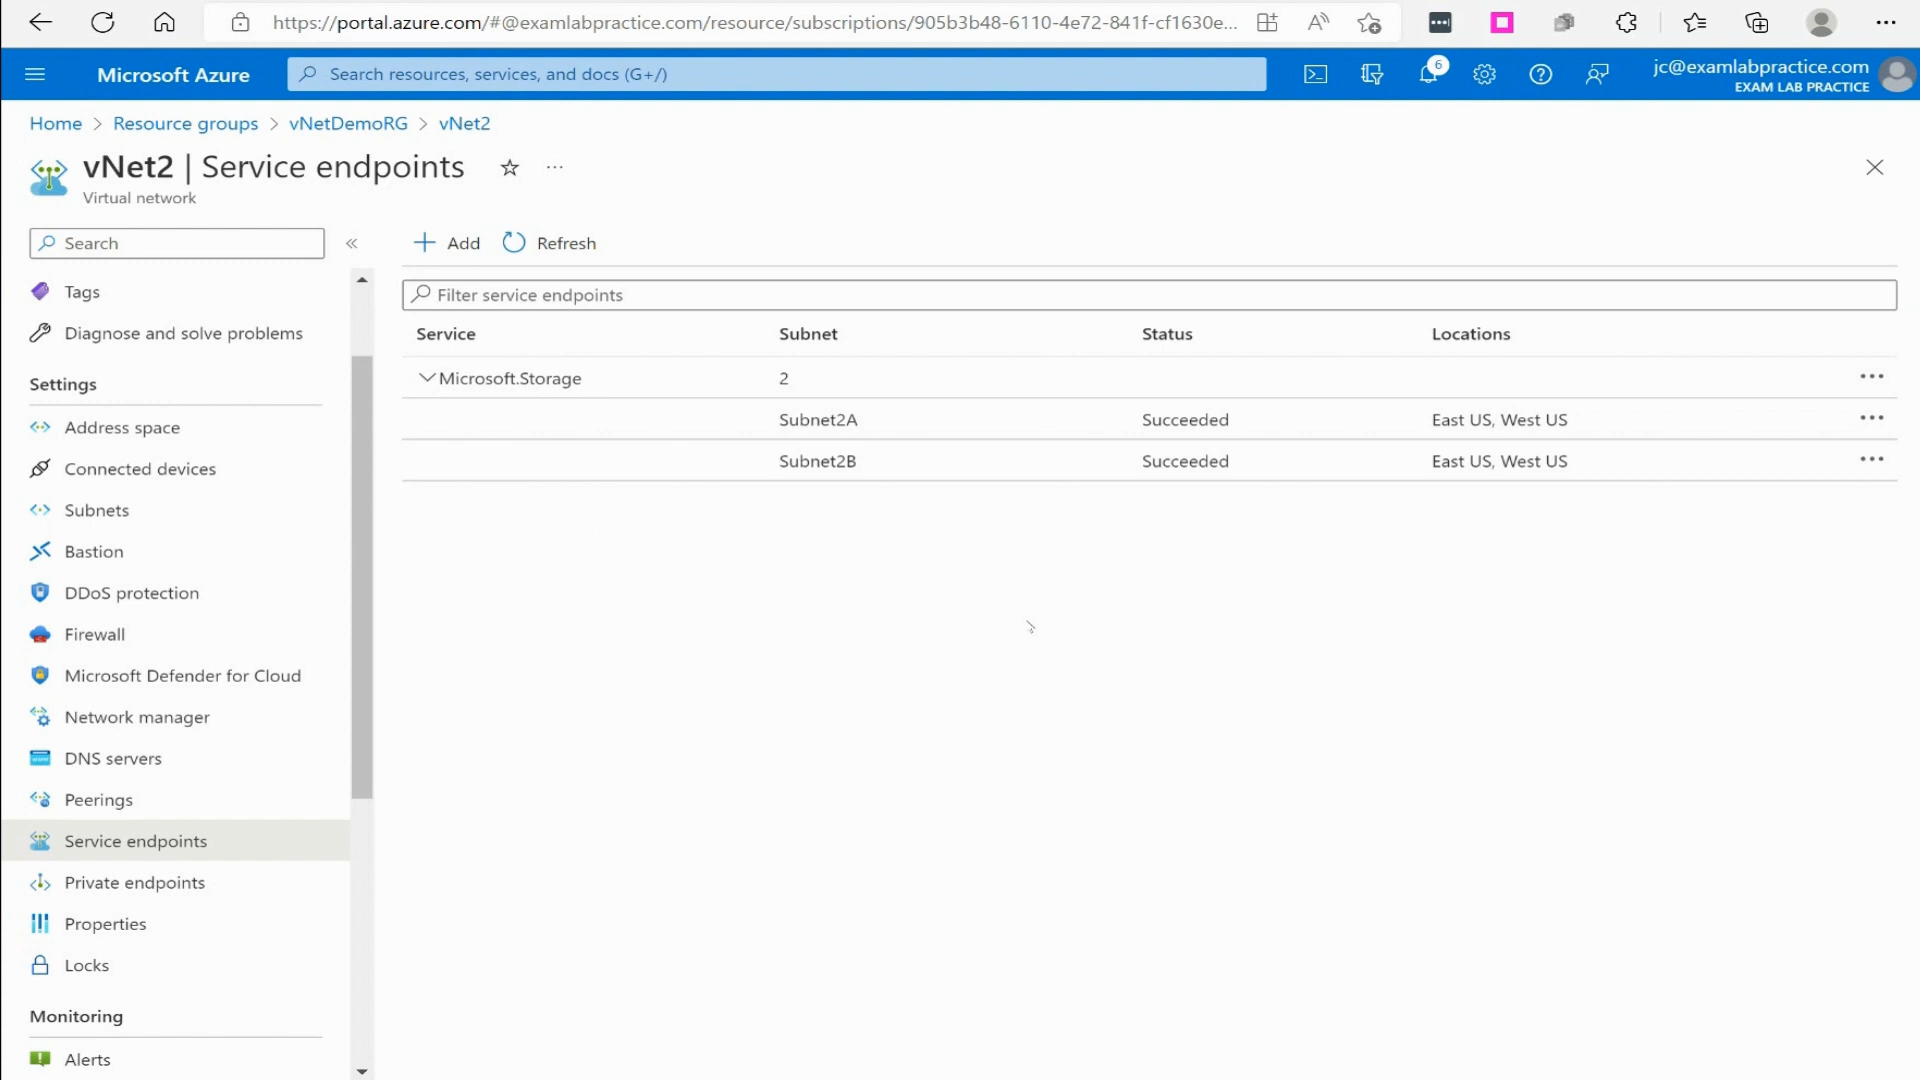 https://portal.azure.com/#@examlabpractice.com/resource/subscriptions/905b3b48-6110-4e72-841f-cf1630e...
Microsoft Azure
Search resources, services, and docs (G+/)
6
jc@examlabpractice.com
EXAM LAB PRACTICE
Home > Resource groups > vNetDemoRG > vNet2
vNet2 | Service endpoints
Virtual network
Search
Add Refresh
Filter service endpoints
Service Subnet Status Locations
Microsoft.Storage 2
Subnet2A Succeeded East US, West US
Subnet2B Succeeded East US, West US
Tags
Diagnose and solve problems
Settings
Address space
Connected devices
Subnets
Bastion
DDoS protection
Firewall
Microsoft Defender for Cloud
Network manager
DNS servers
Peerings
Service endpoints
Private endpoints
Properties
Locks
Monitoring
Alerts